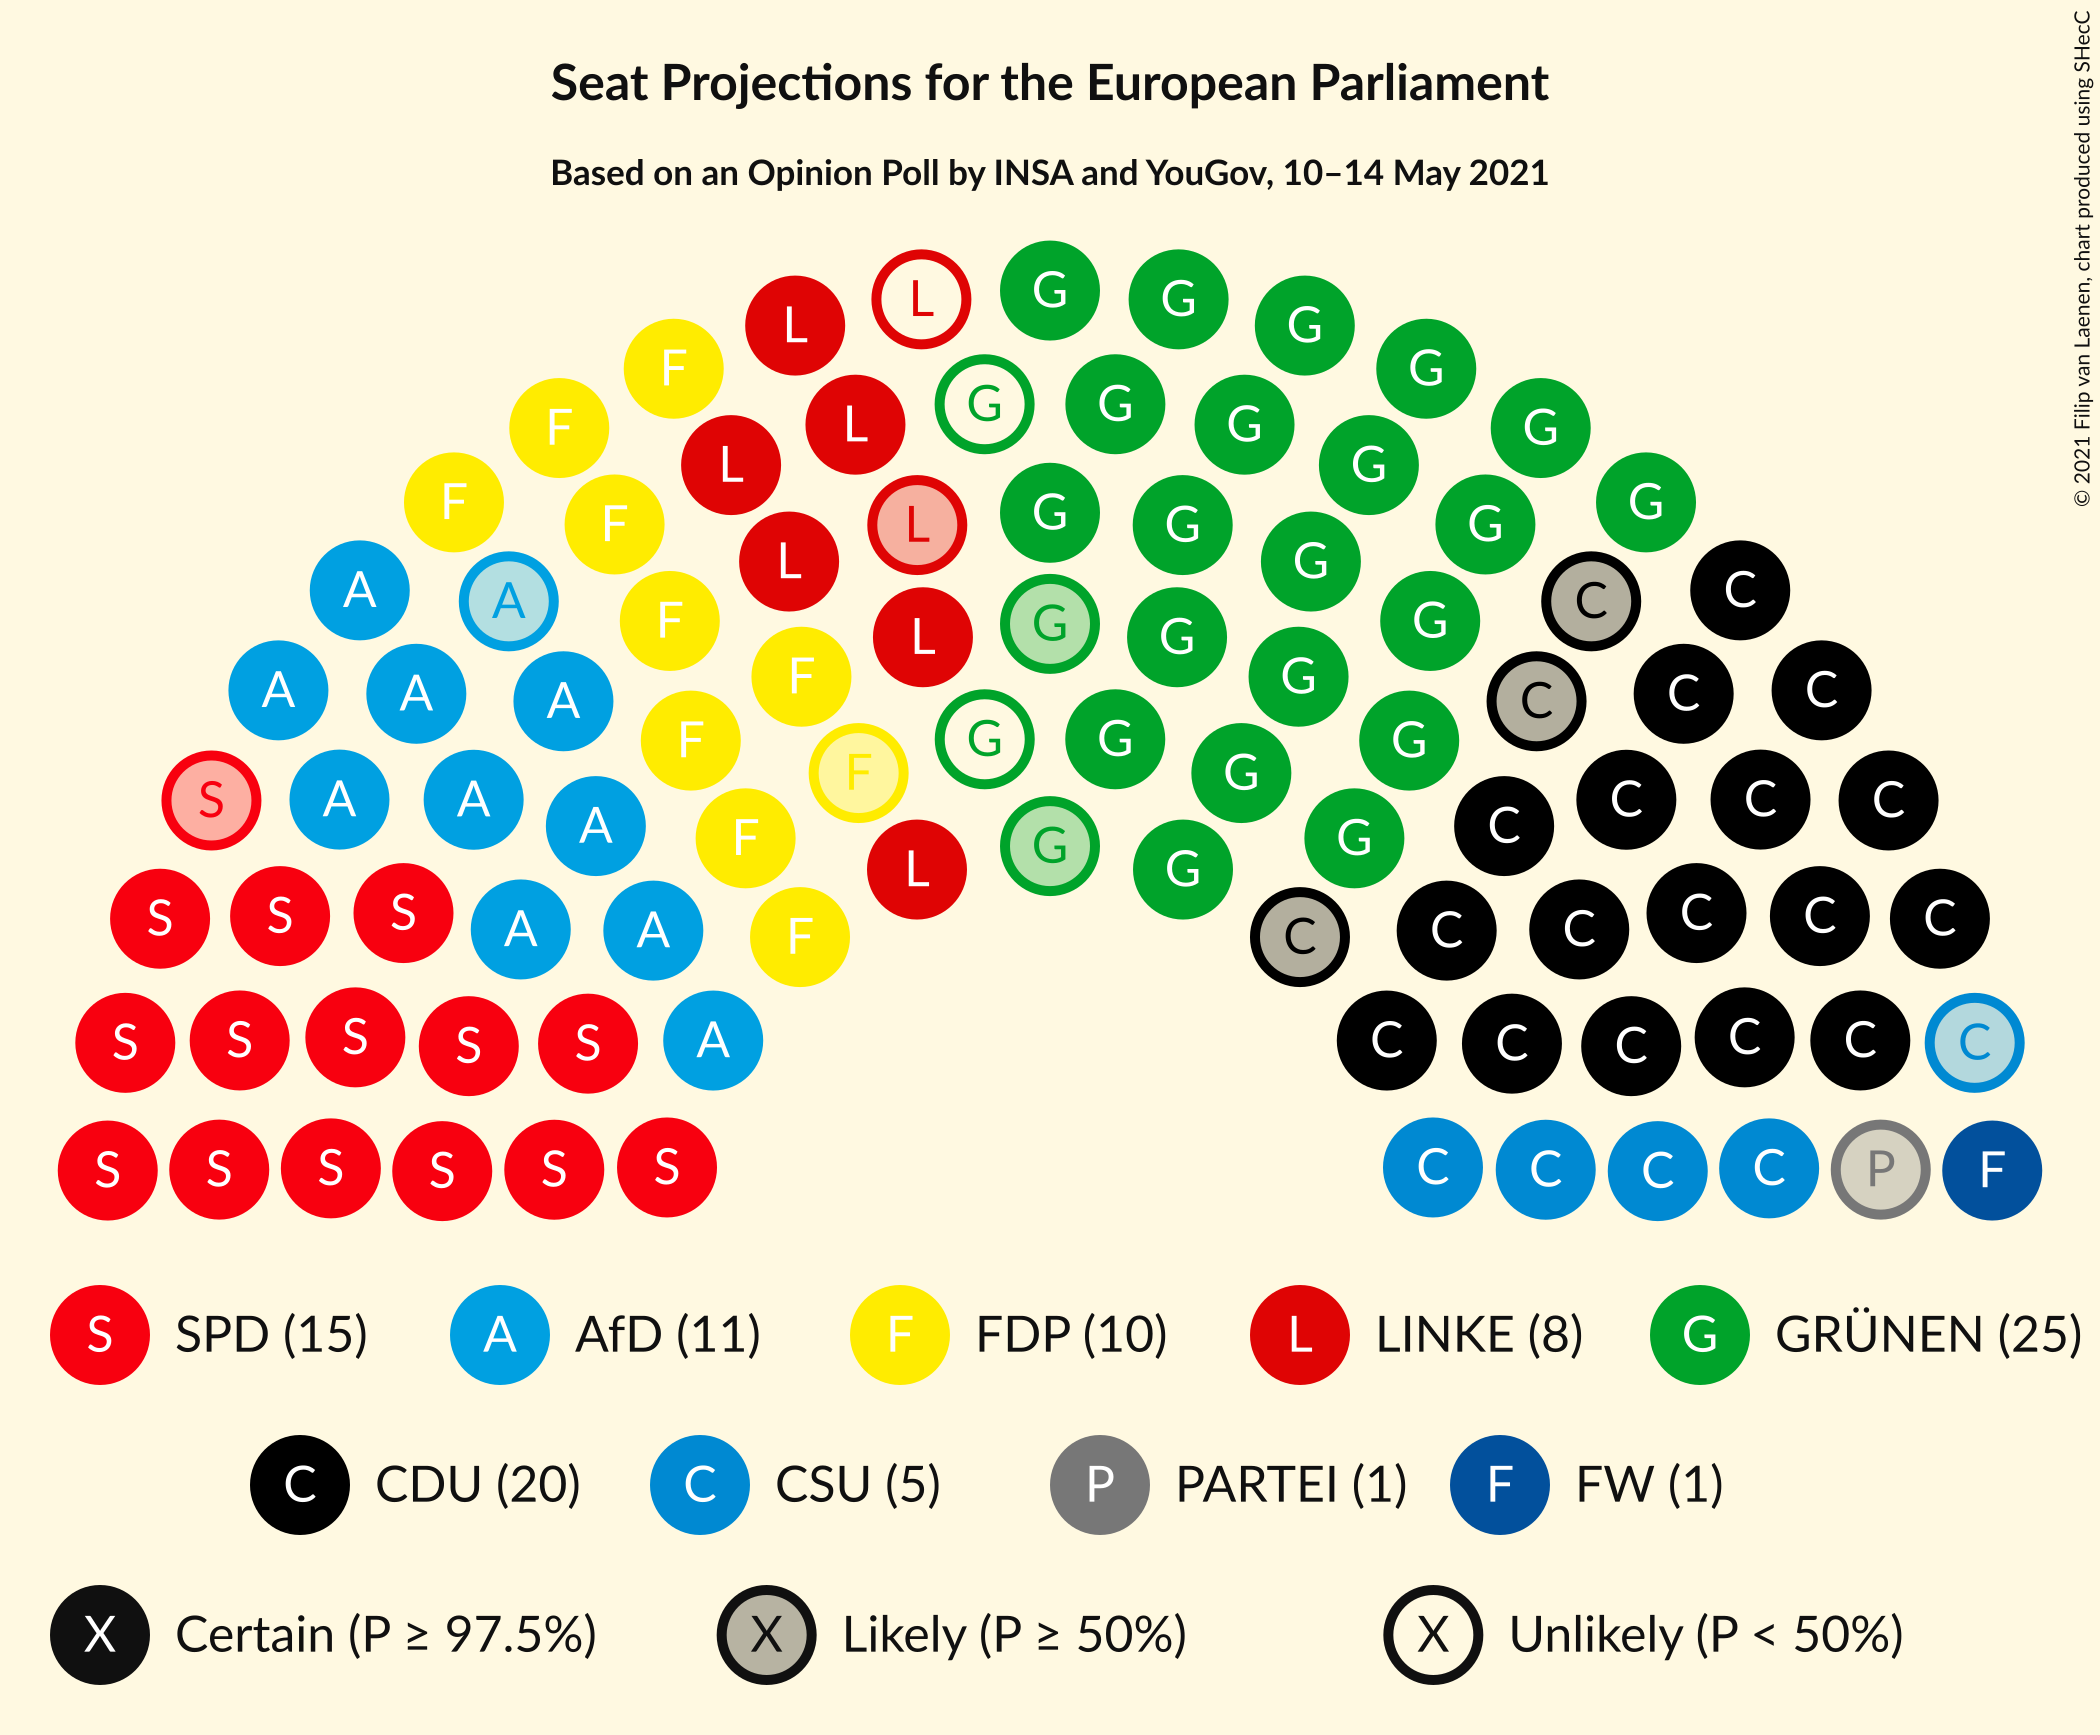 Seat Projections for the European Parliament
Based on an Opinion Poll by INSA and YouGov, 10–14 May 2021
© 2021 Filip van Laenen, chart produced using SHecC
L G G G
L G
F G G G G
F L G
F L L G G G
F L G G G G
A A F G C C
F L G G G
A A A F G C C C
F F G G G
S A A A F G C C C C
L G G
S S S A A F C C C C C C
S S S S S A C C C C C C
S S S S S S C C C C P F
S SPD (15) A AfD (11) F FDP (10) L LINKE (8) G GRÜNEN (25)
C CDU (20) C CSU (5) P PARTEI (1) F FW (1)
X Certain (P ≥ 97.5%) X Likely (P ≥ 50%) X Unlikely (P < 50%)